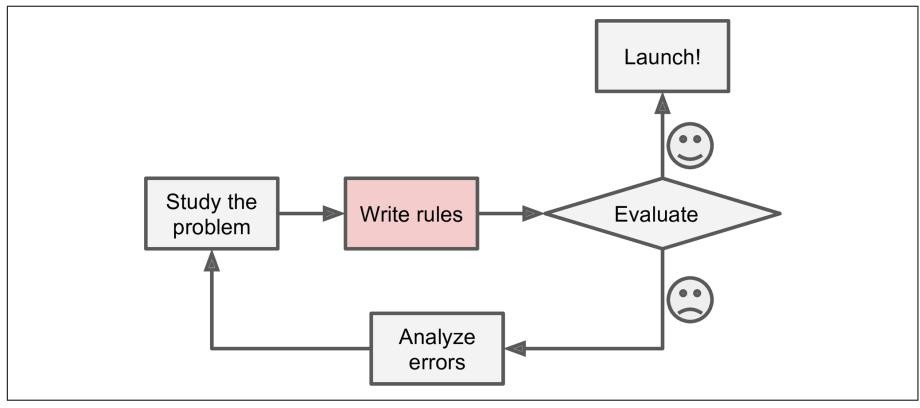 Launch!
Study the
problem
Write rules
Evaluate
Analyze
errors